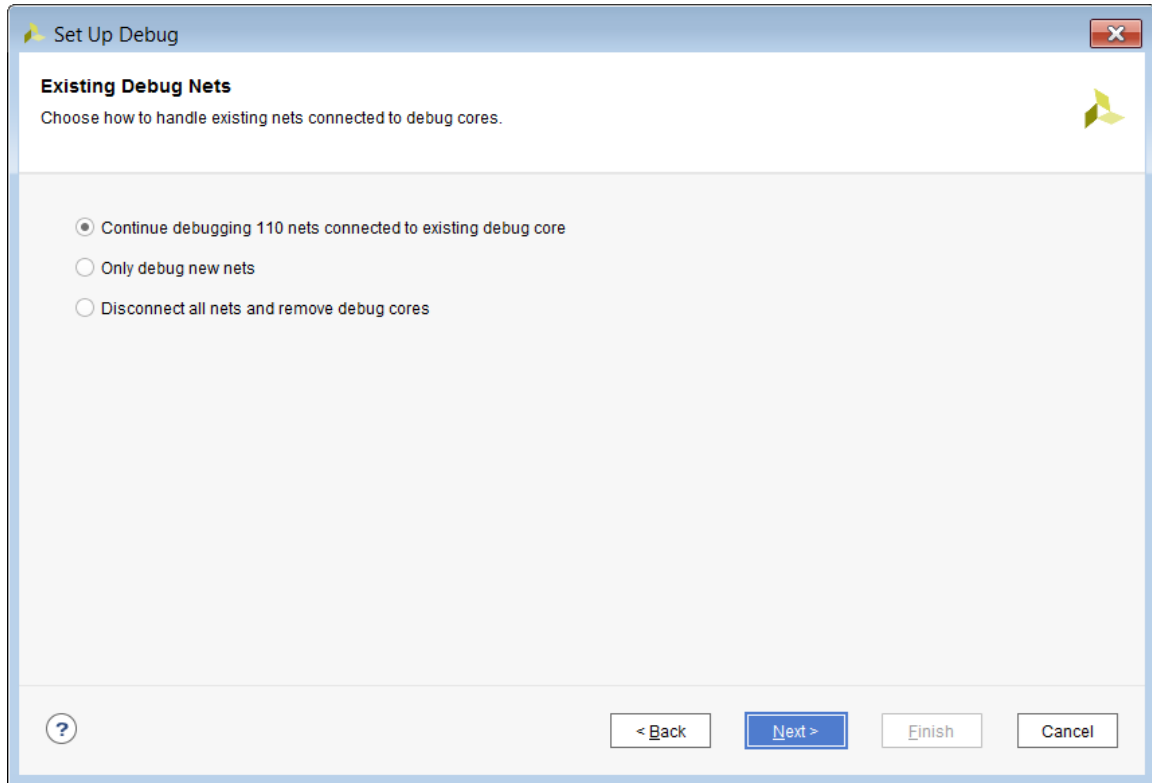 Set Up Debug
Existing Debug Nets
Choose how to handle existing nets connected to debug cores.
Continue debugging 110 nets connected to existing debug core
Only debug new nets
Disconnect all nets and remove debug cores
? < Back Next > Finish Cancel